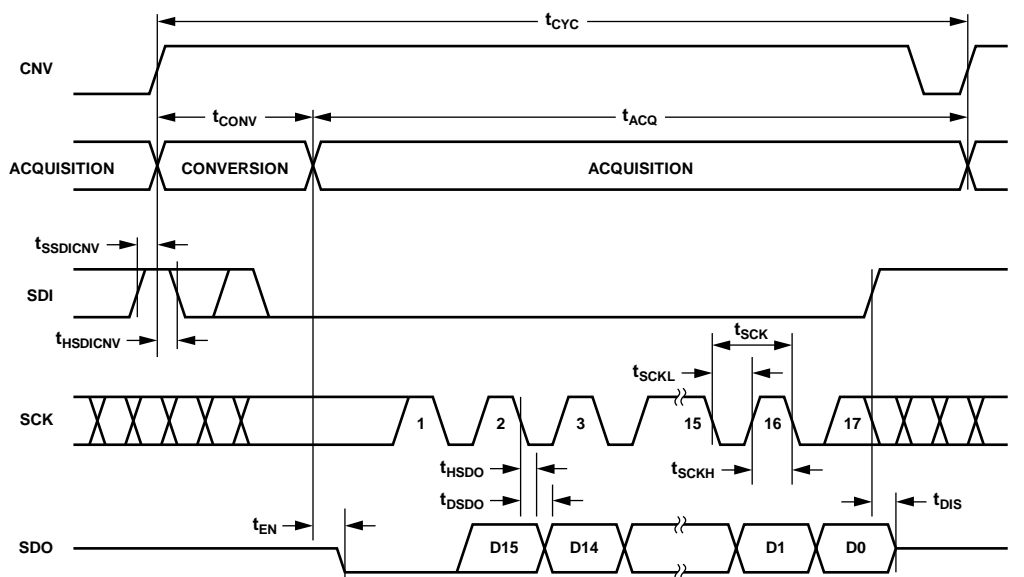 tCYC
CNV
tCONV
tACQ
ACQUISITION CONVERSION ACQUISITION
tSSDICNV
SDI
tHSDICNV
tSCK
tSCKL
SCK 1 2 3 15 16 17
tHSDO
tSCKH
tDSDO
tEN
tDIS
SDO D15 D14 D1 D0